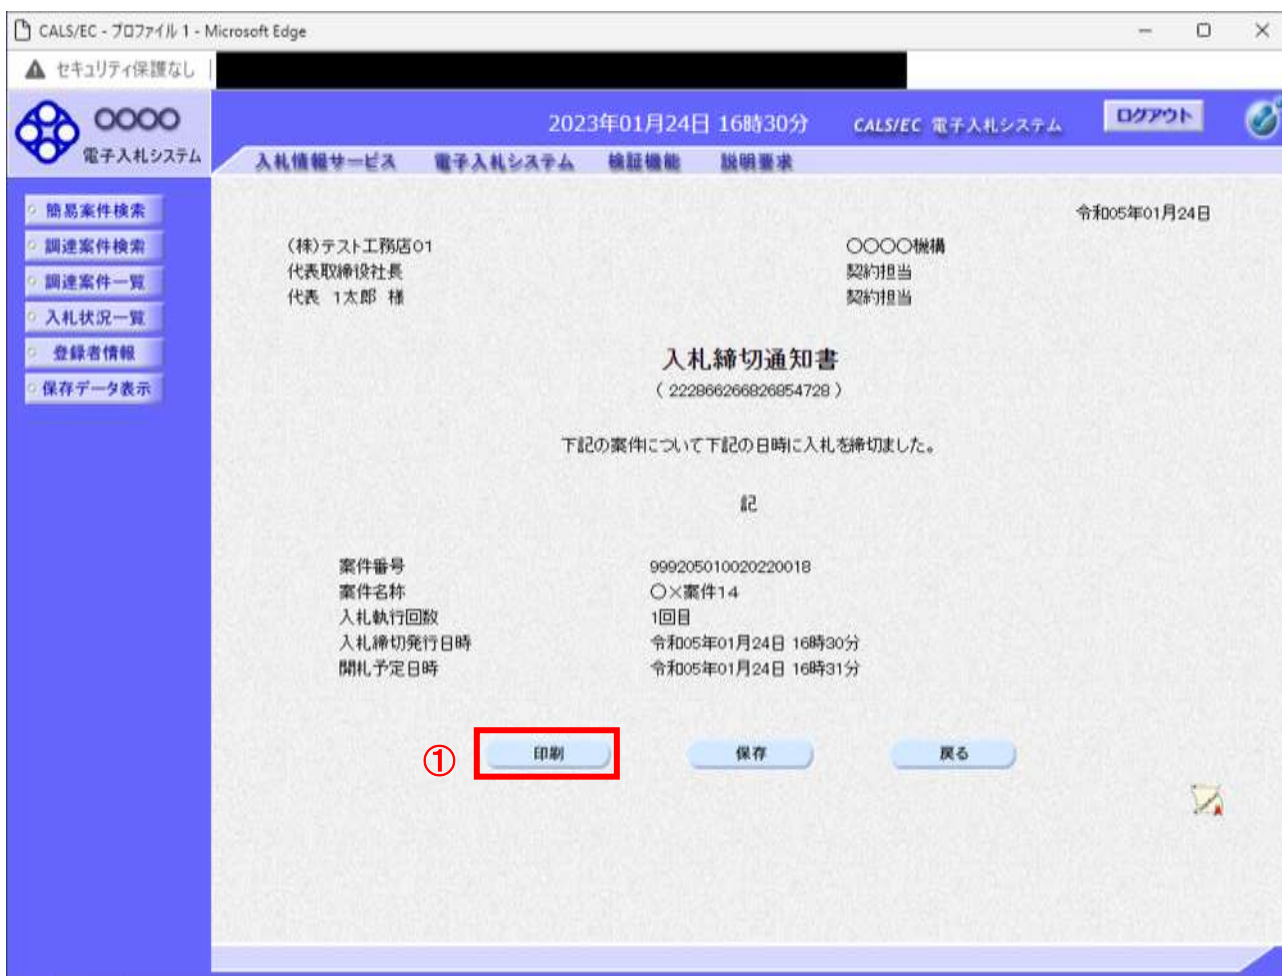 CALS/EC - プロファイル 1 - Microsoft Edge
セキュリティ保護なし
〇〇〇〇
電子入札システム
2023年01月24日 16時30分 CALS/EC 電子入札システム ログアウト
入札情報サービス 電子入札システム 検証機能 説明要求
簡易案件検索
調達案件検索
調達案件一覧
入札状況一覧
登録者情報
保存データ表示
令和05年01月24日
(株)テスト工務店01 〇〇〇〇機構
代表取締役社長 契約担当
代表 1太郎 様 契約担当
入札締切通知書
( 222866266826854728 )
下記の案件について下記の日時に入札を締切ました。
記
案件番号 999205010020220018
案件名称 〇×案件14
入札執行回数 1回目
入札締切発行日時 令和05年01月24日 16時30分
開札予定日時 令和05年01月24日 16時31分
① 印刷 保存 戻る